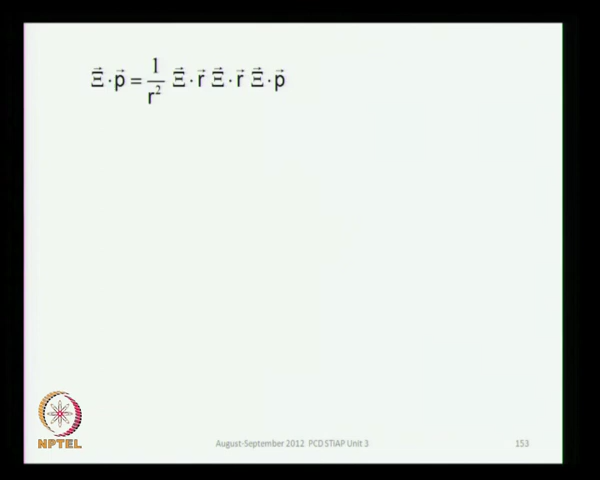 Ξ⃗ · p⃗ = 1/r² Ξ⃗ · r⃗ Ξ⃗ · r⃗ Ξ⃗ · p⃗
NPTEL
August-September 2012 PCD STIAP Unit 3
153